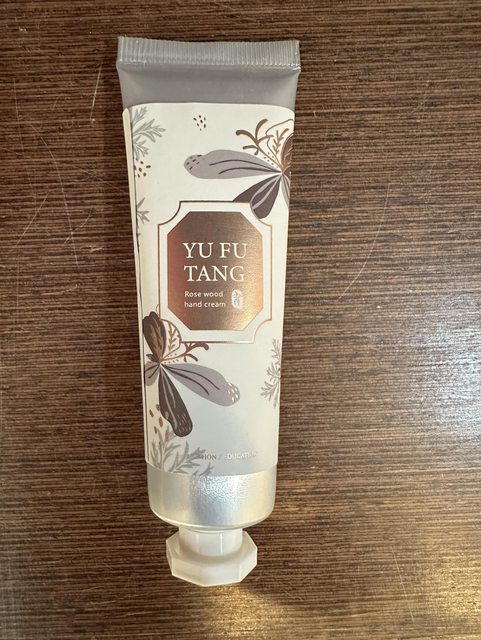 YU FU
TANG
Rose wood
hand cream